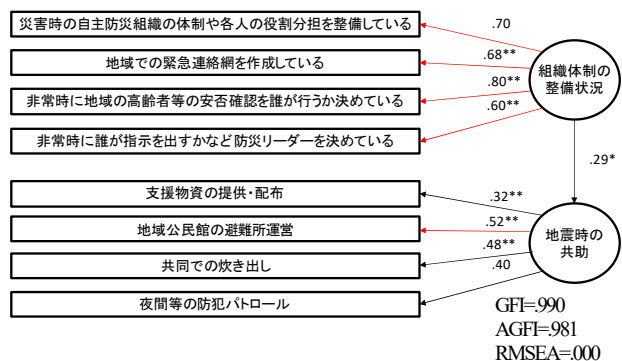 災害時の自主防災組織の体制や各人の役割分担を整備している
.70
地域での緊急連絡網を作成している
.68**
組織体制の
整備状況
非常時に地域の高齢者等の安否確認を誰が行うか決めている
.80**
非常時に誰が指示を出すかなど防災リーダーを決めている
.60**
.29*
支援物資の提供・配布
.32**
地域公民館の避難所運営
.52**
地震時の
共助
共同での炊き出し
.48**
.40
夜間等の防犯パトロール
GFI=.990
AGFI=.981
RMSEA=.000